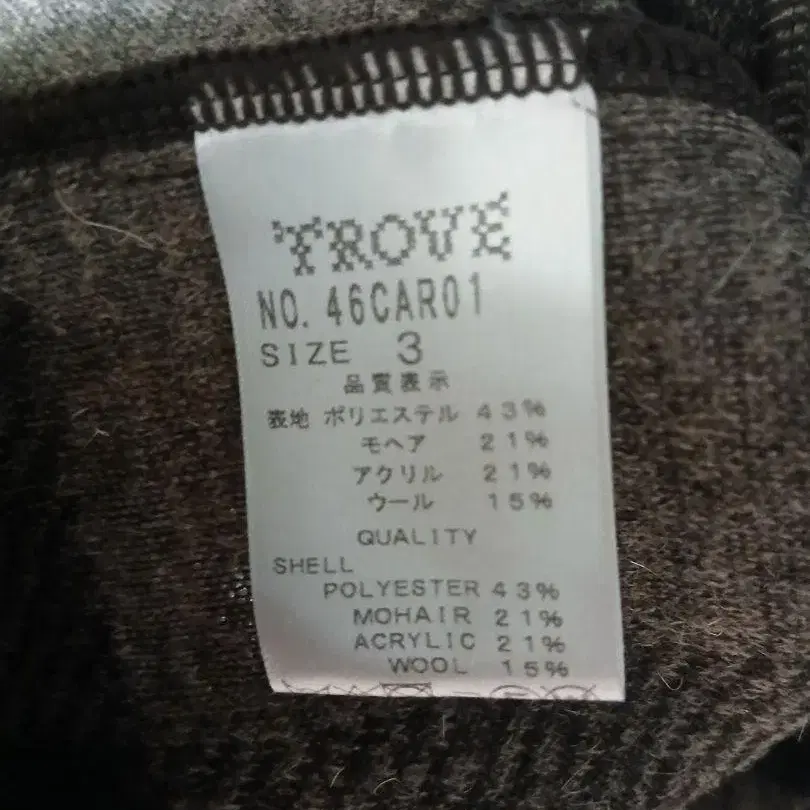 TROVE
NO. 46CAR01
SIZE 3
品質表示
表地 ポリエステル 43%
モヘア 21%
アクリル 21%
ウール 15%
QUALITY
SHELL
POLYESTER 43%
MOHAIR 21%
ACRYLIC 21%
WOOL 15%